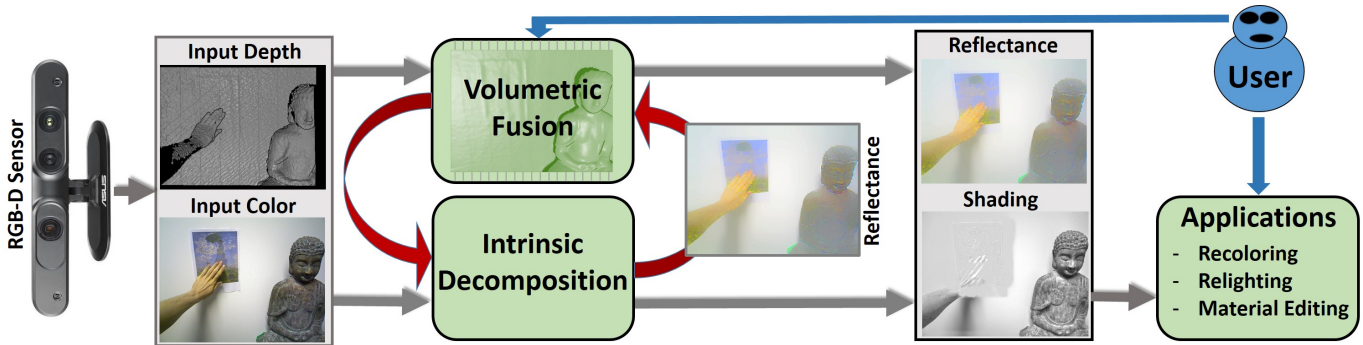 RGB-D Sensor
ASUS
Input Depth
Input Color
Volumetric
Fusion
Intrinsic
Decomposition
Reflectance
Reflectance
Shading
User
Applications
- Recoloring
- Relighting
- Material Editing